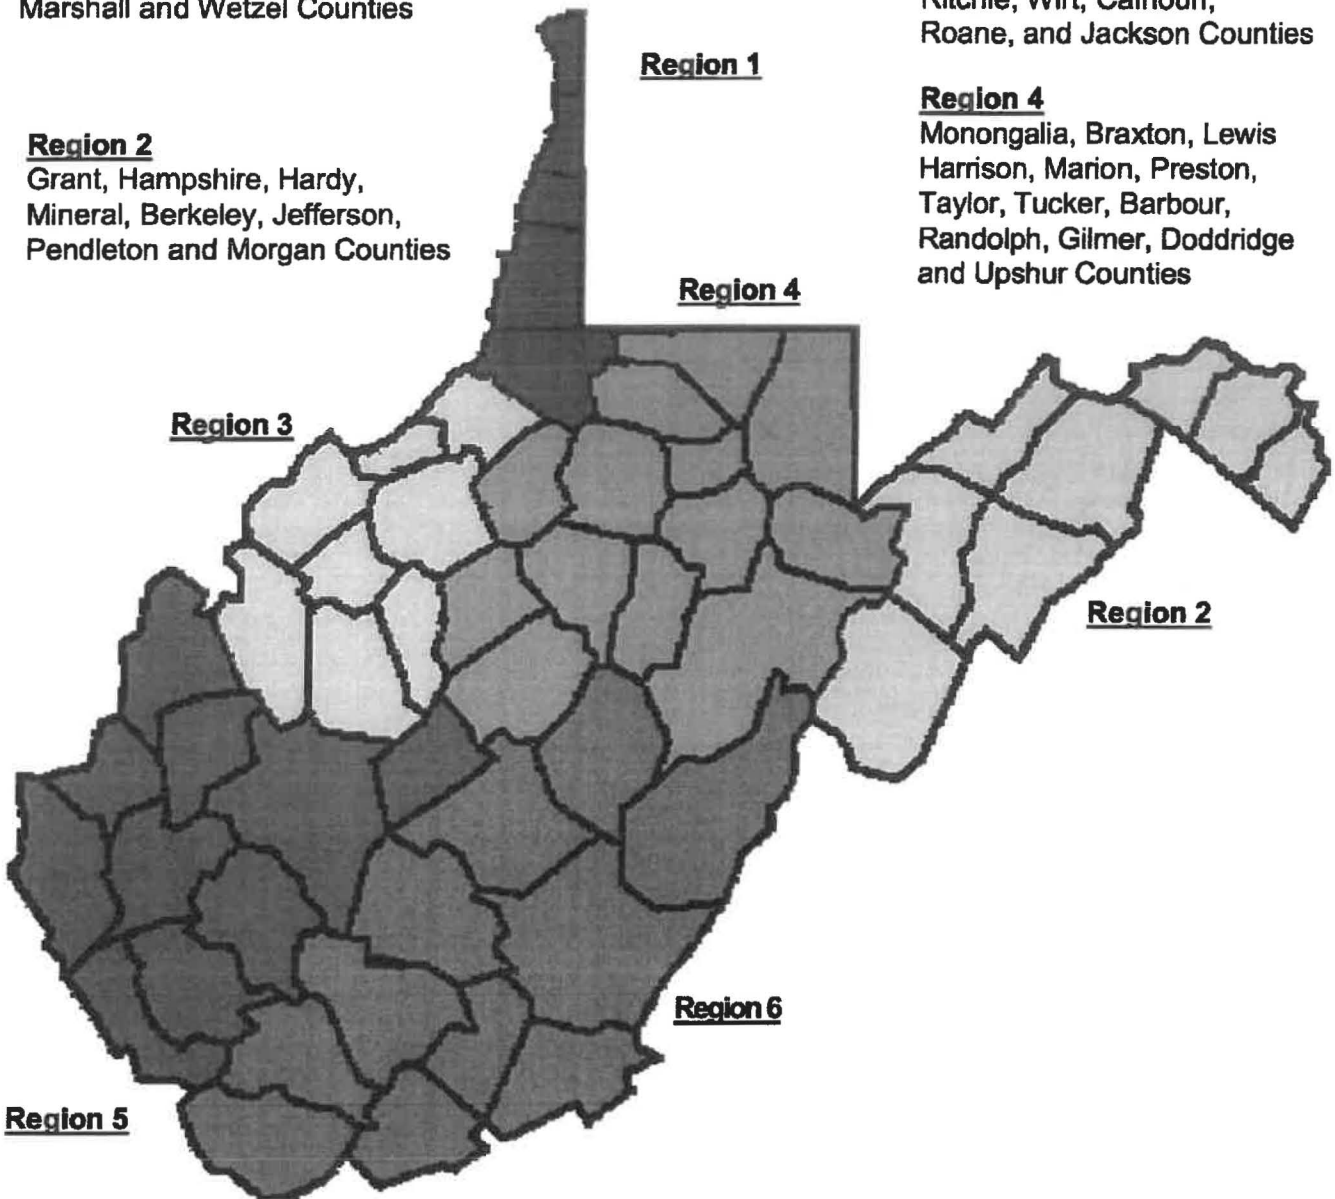 Marshall and Wetzel Counties
Region 2
Grant, Hampshire, Hardy,
Mineral, Berkeley, Jefferson,
Pendleton and Morgan Counties
Region 1
Ritchie, Wirt, Calhoun,
Roane, and Jackson Counties
Region 4
Monongalia, Braxton, Lewis
Harrison, Marion, Preston,
Taylor, Tucker, Barbour,
Randolph, Gilmer, Doddridge
and Upshur Counties
Region 4
Region 3
Region 2
Region 6
Region 5